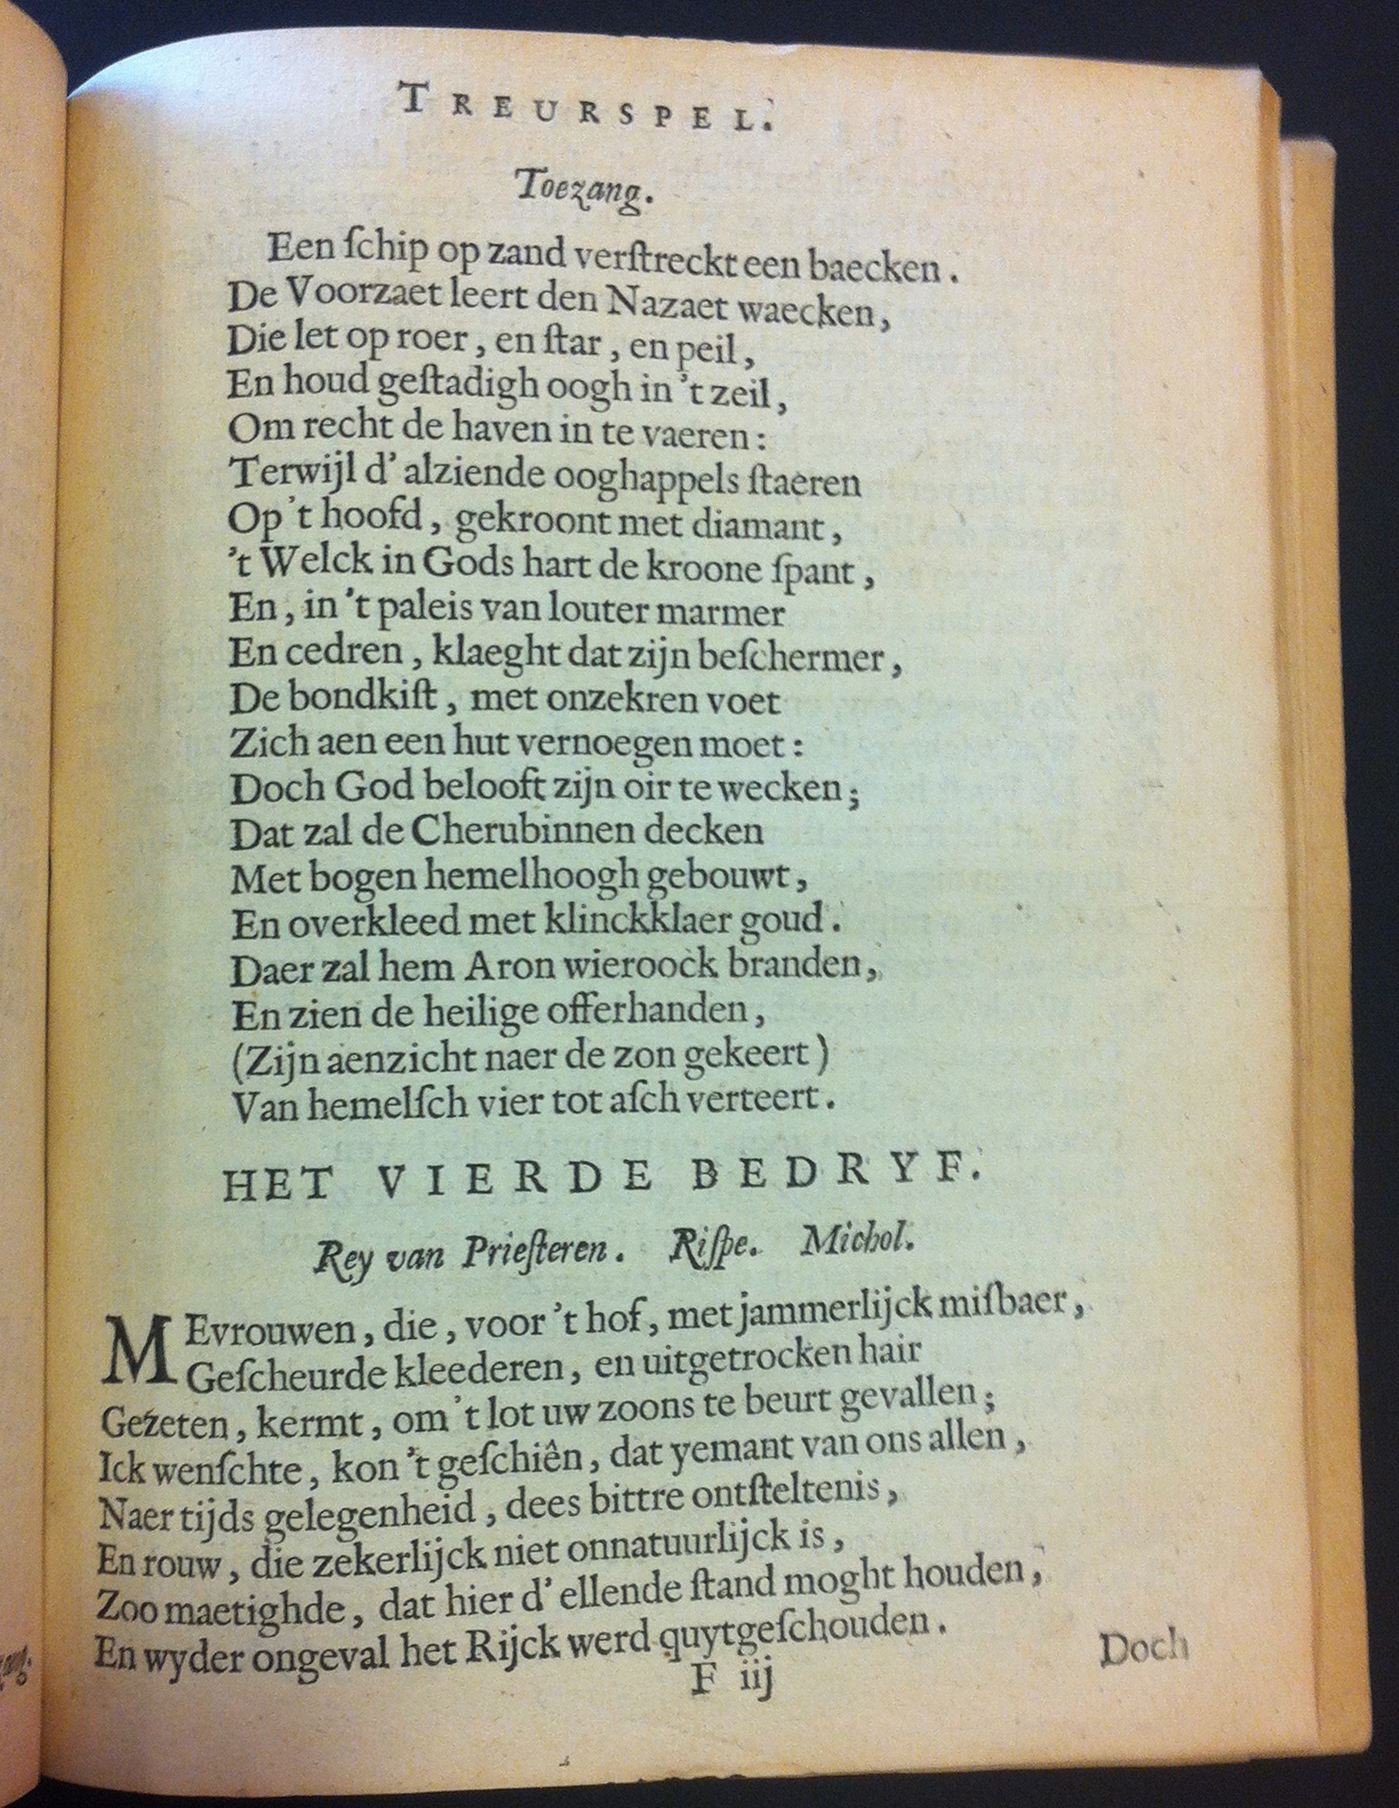 TREURSPEL.
Toezang.
Een ſchip op zand verſtreckt een baecken.
De Voorzaet leert den Nazaet waecken,
Die let op roer, en ſtar, en peil,
En houd geſtadigh oogh in 't zeil,
Om recht de haven in te vaeren:
Terwijl d' alziende ooghappels ſtaeren
Op 't hoofd, gekroont met diamant,
't Welck in Gods hart de kroone ſpant,
En, in 't paleis van louter marmer
En cedren, klaeght dat zijn beſchermer,
De bondkiſt, met onzekren voet
Zich aen een hut vernoegen moet:
Doch God belooft zijn oir te wecken;
Dat zal de Cherubinnen decken
Met bogen hemelhoogh gebouwt,
En overkleed met klinckklaer goud.
Daer zal hem Aron wieroock branden,
En zien de heilige offerhanden,
(Zijn aenzicht naer de zon gekeert)
Van hemelſch vier tot aſch verteert.
HET VIERDE BEDRYF.
Rey van Prieſteren. Riſpe. Michol.
MEvrouwen, die, voor 't hof, met jammerlijck miſbaer,
Geſcheurde kleederen, en uitgetrocken hair
Gezeten, kermt, om 't lot uw zoons te beurt gevallen;
Ick wenſchte, kon 't geſchiên, dat yemant van ons allen,
Naer tijds gelegenheid, dees bittre ontſteltenis,
En rouw, die zekerlijck niet onnatuurlijck is,
Zoo maetighde, dat hier d' ellende ſtand moght houden,
En wyder ongeval het Rijck werd quytgeſchouden.
F iij
Doch